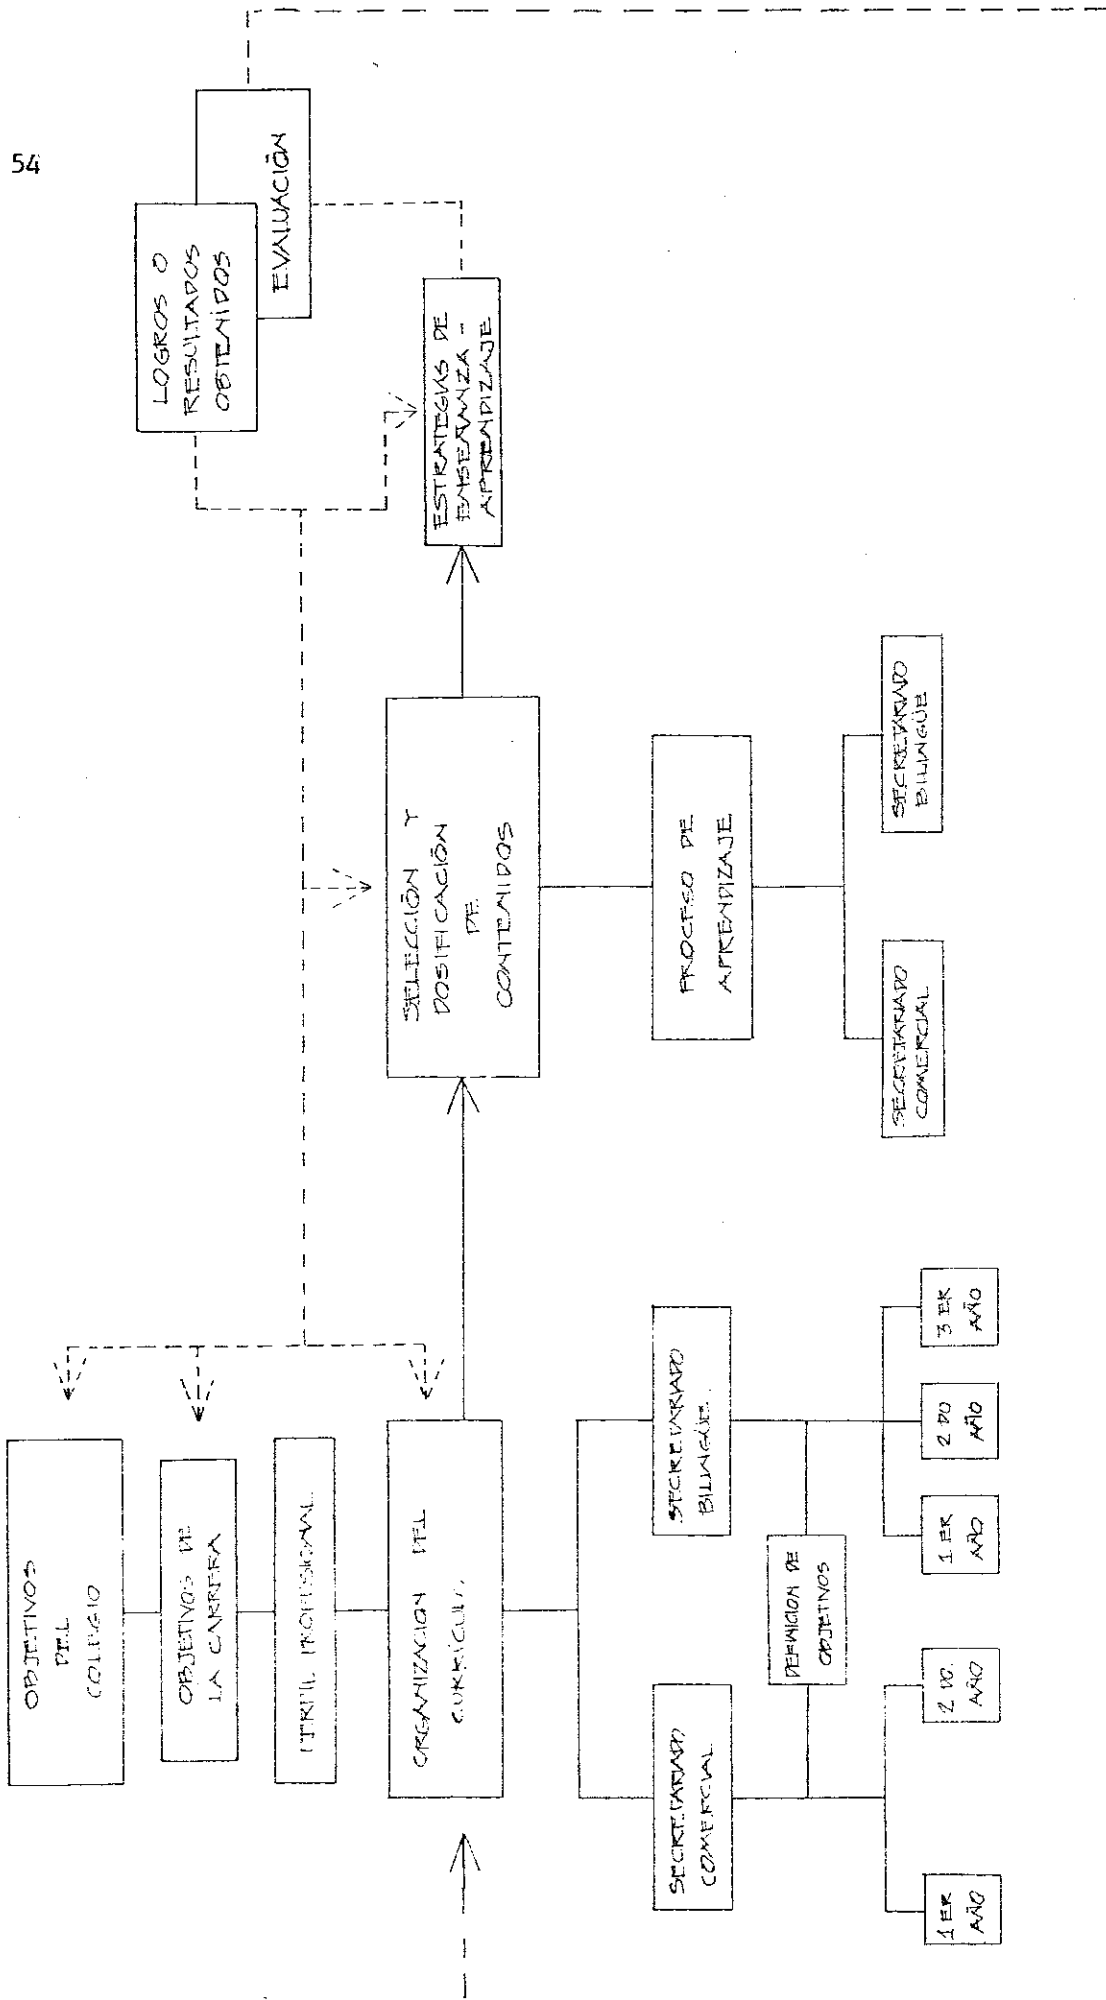 54
OBJETIVOS
DEL
COLEGIO
OBJETIVOS DE
LA CARRERA
PERFIL PROFESIONAL
ORGANIZACION DEL
CURRÍCULO
SECRETARIADO
COMERCIAL
SECRETARIADO
BILINGÜE.
DEFINICION DE
OBJETIVOS
1 ER
AÑO
2 DO.
AÑO
1 ER
AÑO
2 DO
AÑO
3 ER
AÑO
SELECCIÓN Y
DOSIFICACIÓN
DE
CONTENIDOS
PROCESO DE
APRENDIZAJE
SECRETARIADO
COMERCIAL
SECRETARIADO
BILINGÜE
ESTRATEGIAS DE
ENSEÑANZA -
APRENDIZAJE
LOGROS O
RESULTADOS
OBTENIDOS
EVALUACIÓN